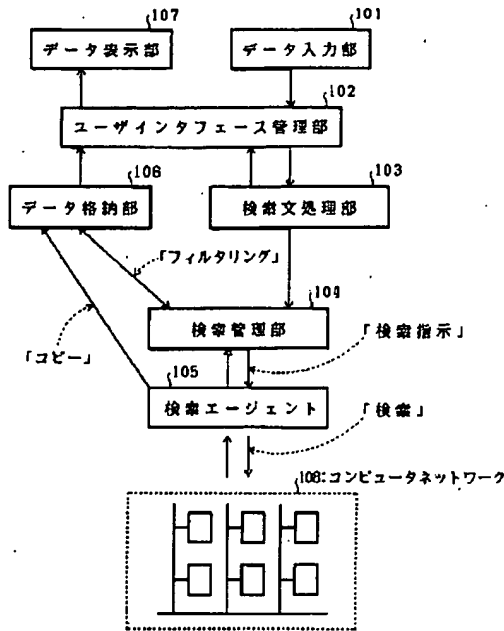 107
101
データ表示部
データ入力部
102
ユーザインタフェース管理部
106
103
データ格納部
検索文処理部
「フィルタリング」
104
検索管理部
「検索指示」
「コピー」
105
検索エージェント
「検索」
108:コンピュータネットワーク